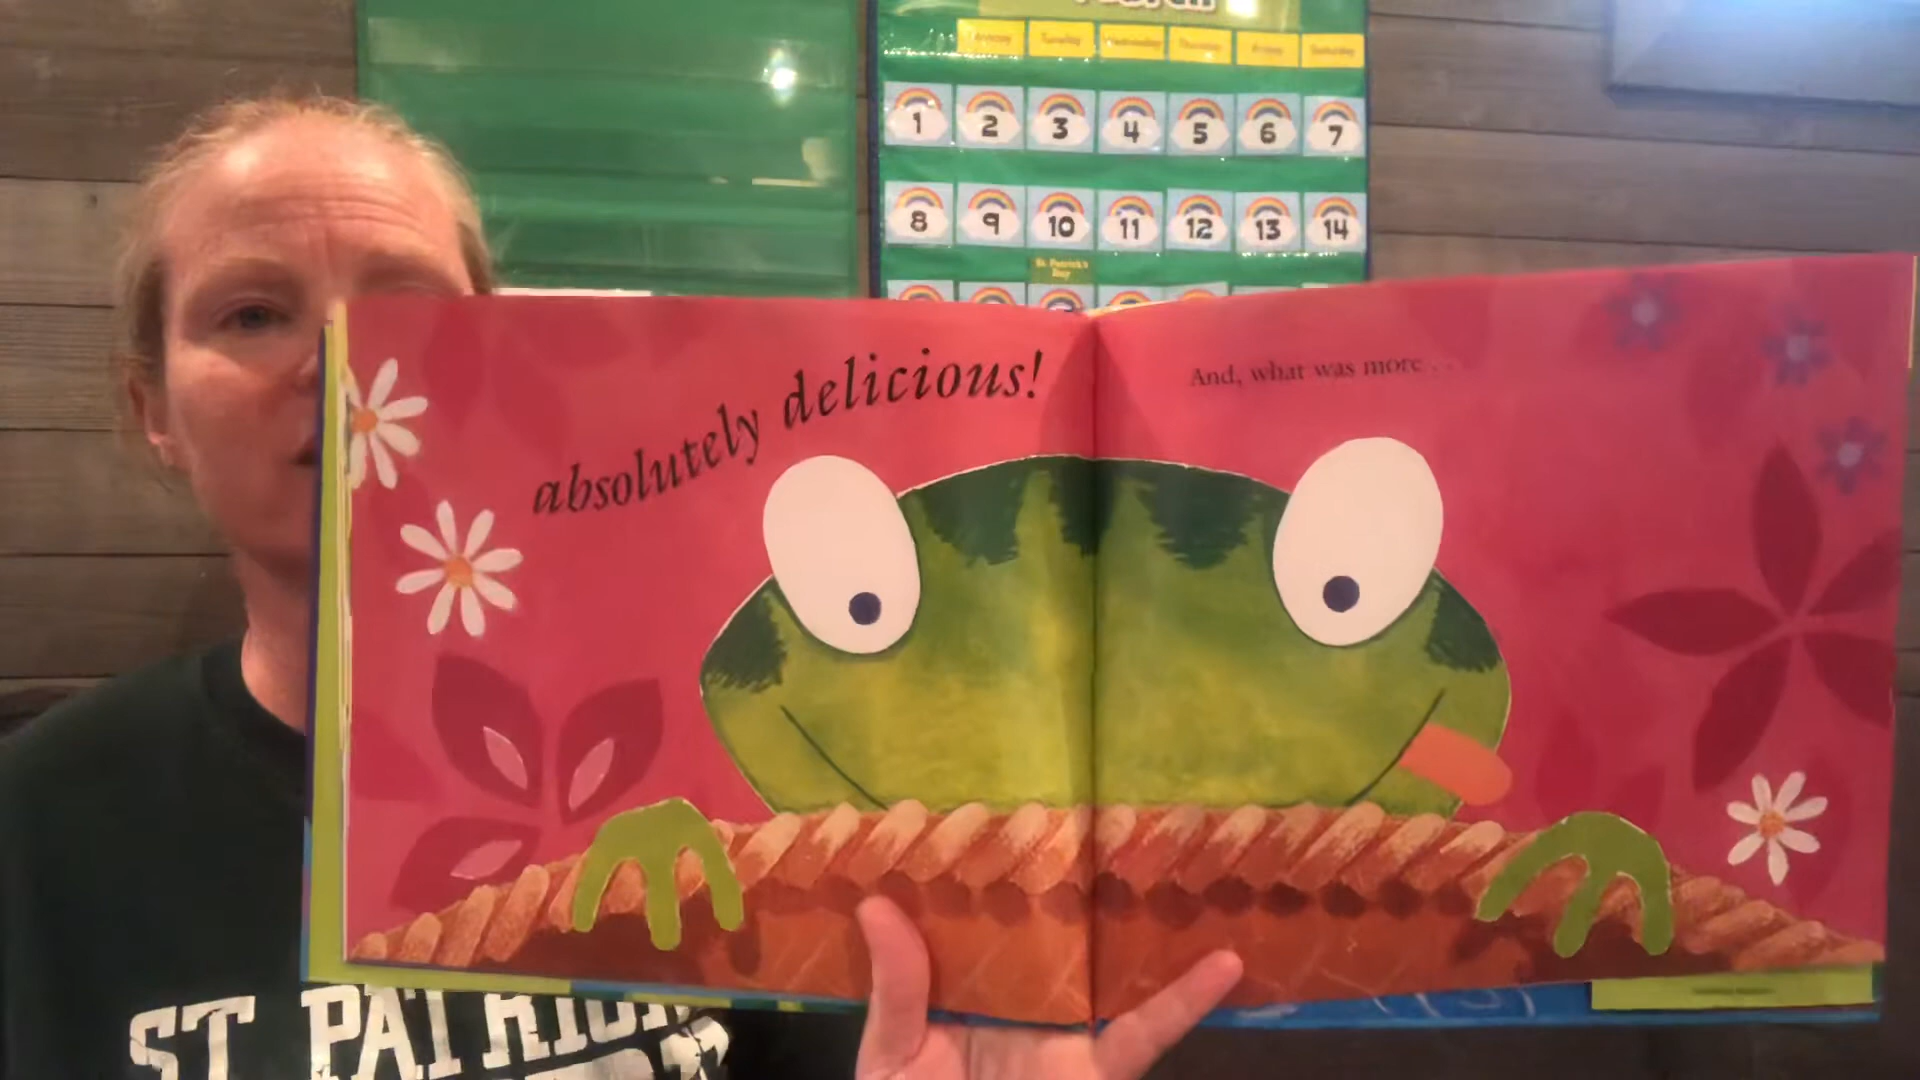 Tuesday Wednesday Thursday Friday Saturday
1 2 3 4 5 6 7
8 9 10 11 12 13 14
St. Patrick's
Day
absolutely delicious!
And, what was more . . .
ST. PATRICK